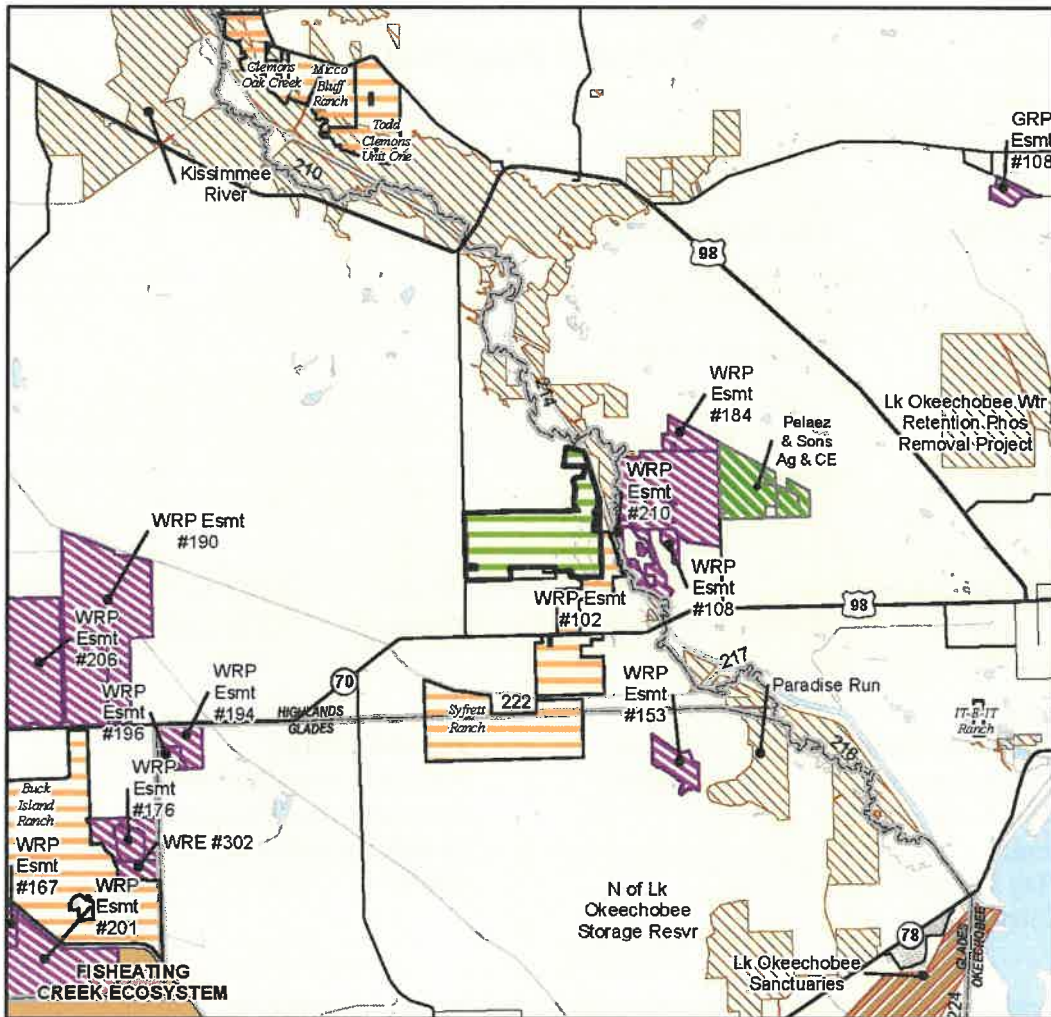 Clemons
Oak Creek
Micco
Bluff
Ranch
Todd
Clemons
Unit One
GRP
Esmt
#108
Kissimmee
River
210
98
214
WRP
Esmt
#184
Pelaez
& Sons
Ag & CE
Lk Okeechobee Wtr
Retention Phos
Removal Project
WRP
Esmt
#210
WRP Esmt
#190
WRP
Esmt
#108
WRP Esmt
#102
98
WRP
Esmt
#206
WRP
Esmt
#196
WRP
Esmt
#194
70
HIGHLANDS
GLADES
222
Syfrett
Ranch
WRP
Esmt
#153
217
Paradise Run
IT-R-IT
Ranch
218
WRP
Esmt
#176
Buck
Island
Ranch
WRE #302
WRP
Esmt
#167
WRP
Esmt
#201
N of Lk
Okeechobee
Storage Resvr
78
Lk Okeechobee
Sanctuaries
GLADES
OKEECHOBEE
224
FISHEATING
CREEK ECOSYSTEM